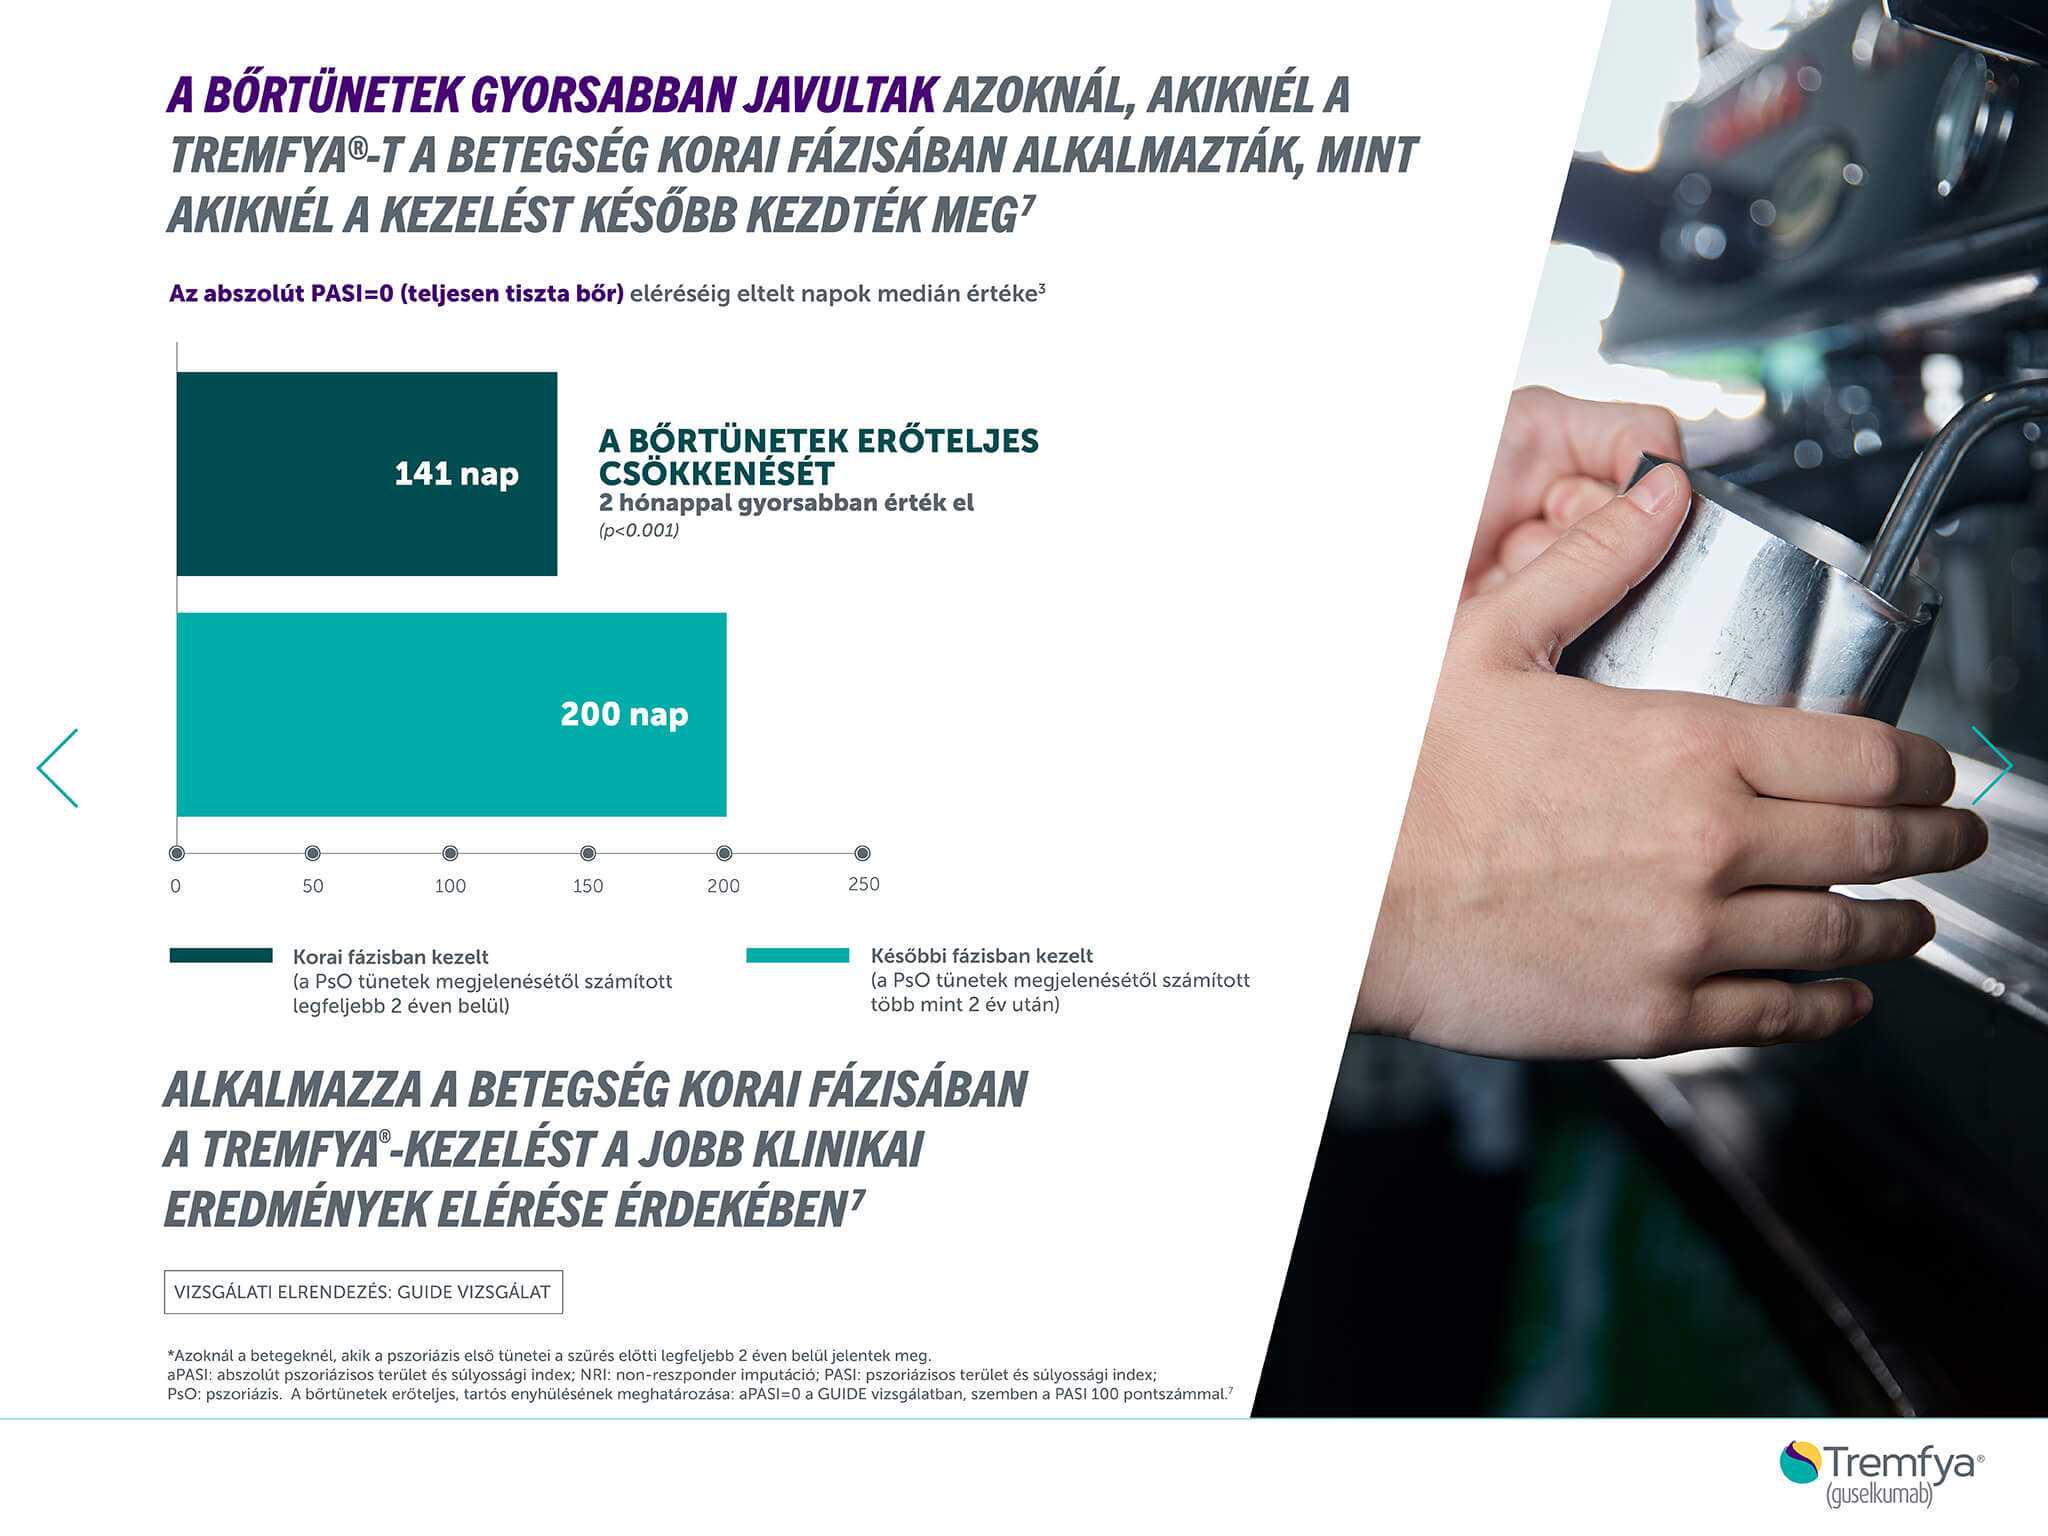 A BŐRTÜNETEK GYORSABBAN JAVULTAK AZOKNÁL, AKIKNÉL A
TREMFYA®-T A BETEGSÉG KORAI FÁZISÁBAN ALKALMAZTÁK, MINT
AKIKNÉL A KEZELÉST KÉSŐBB KEZDTÉK MEG⁷
Az abszolút PASI=0 (teljesen tiszta bőr) eléréséig eltelt napok medián értéke³
141 nap
A BŐRTÜNETEK ERŐTELJES
CSÖKKENÉSÉT
2 hónappal gyorsabban érték el
(p<0.001)
200 nap
0 50 100 150 200 250
Korai fázisban kezelt
(a PsO tünetek megjelenésétől számított
legfeljebb 2 éven belül)
Későbbi fázisban kezelt
(a PsO tünetek megjelenésétől számított
több mint 2 év után)
ALKALMAZZA A BETEGSÉG KORAI FÁZISÁBAN
A TREMFYA®-KEZELÉST A JOBB KLINIKAI
EREDMÉNYEK ELÉRÉSE ÉRDEKÉBEN⁷
VIZSGÁLATI ELRENDEZÉS: GUIDE VIZSGÁLAT
*Azoknál a betegeknél, akik a pszoriázis első tünetei a szűrés előtti legfeljebb 2 éven belül jelentek meg.
aPASI: abszolút pszoriázisos terület és súlyossági index; NRI: non-reszponder imputáció; PASI: pszoriázisos terület és súlyossági index;
PsO: pszoriázis. A bőrtünetek erőteljes, tartós enyhülésének meghatározása: aPASI=0 a GUIDE vizsgálatban, szemben a PASI 100 pontszámmal.⁷
Tremfya®
(guselkumab)